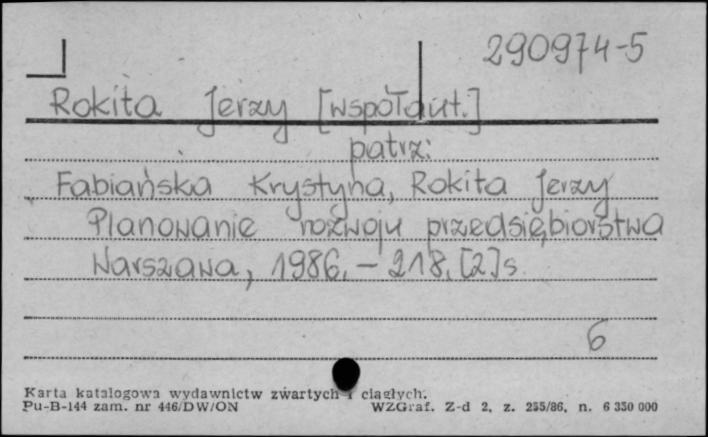 290974-5
Rokita Jerzy [współaut.]
patrz:
Fabiańska Krystyna, Rokita Jerzy
Planowanie rozwoju przedsiębiorstwa
Warszawa, 1986. - 218, [2] s.
6
Karta katalogowa wydawnictw zwartych i ciągłych.
Pu-B-144 zam. nr 446/DW/ON WZGraf. Z-d 2, z. 255/86, n. 6 350 000